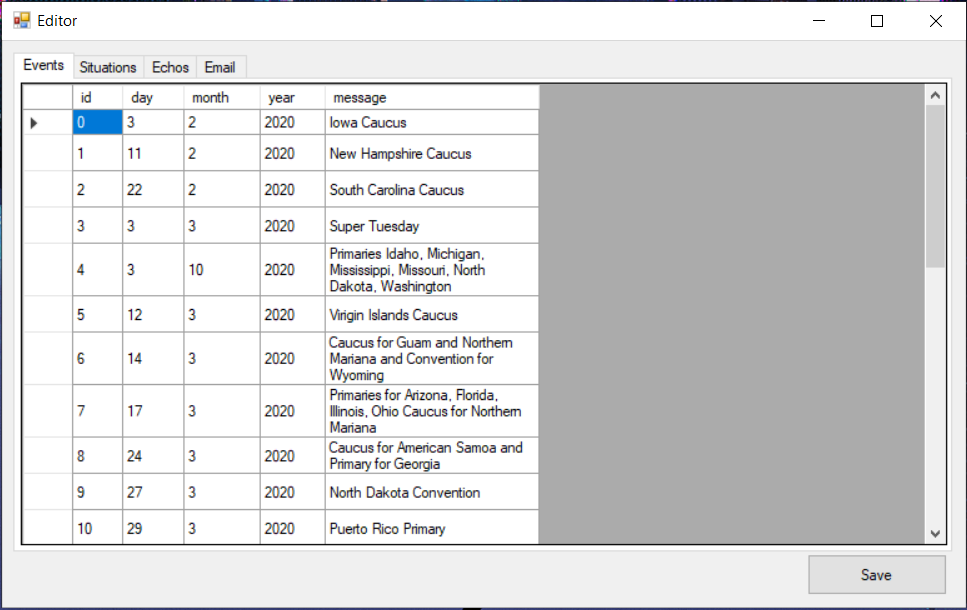 Editor
Events Situations Echos Email
id day month year message
0 3 2 2020 Iowa Caucus
1 11 2 2020 New Hampshire Caucus
2 22 2 2020 South Carolina Caucus
3 3 3 2020 Super Tuesday
4 3 10 2020 Primaries Idaho, Michigan,
Mississippi, Missouri, North
Dakota, Washington
5 12 3 2020 Virigin Islands Caucus
6 14 3 2020 Caucus for Guam and Northern
Mariana and Convention for
Wyoming
7 17 3 2020 Primaries for Arizona, Florida,
Illinois, Ohio Caucus for Northern
Mariana
8 24 3 2020 Caucus for American Samoa and
Primary for Georgia
9 27 3 2020 North Dakota Convention
10 29 3 2020 Puerto Rico Primary
Save